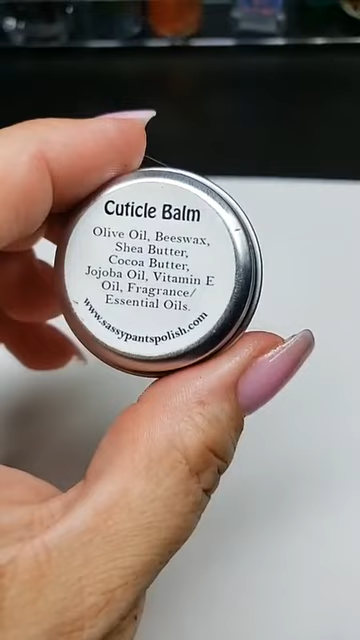 Cuticle Balm
Olive Oil, Beeswax,
Shea Butter,
Cocoa Butter,
Jojoba Oil, Vitamin E
Oil, Fragrance/
Essential Oils.
www.sassypantspolish.com